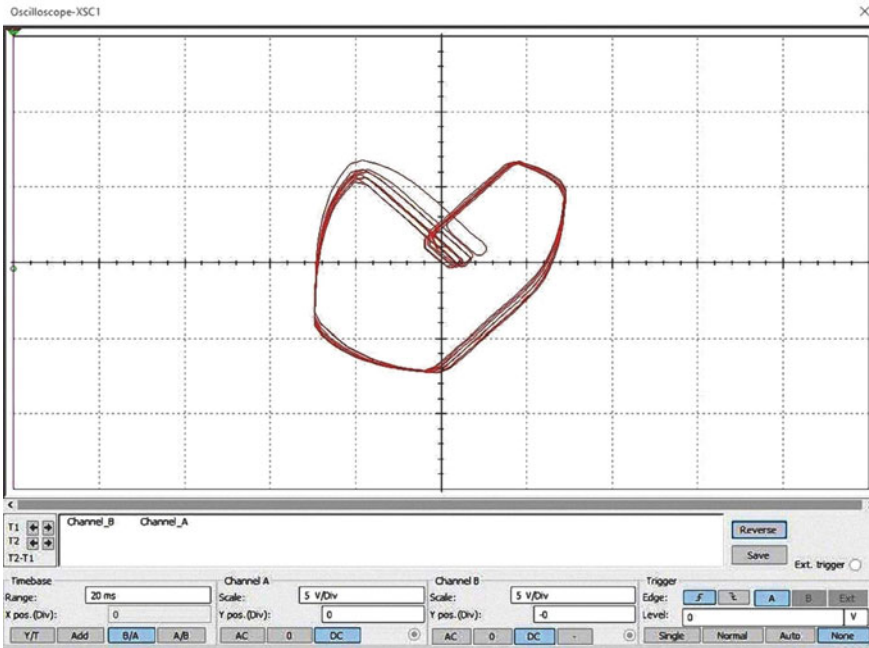 Oscilloscope-XSC1
T1
T2
T2-T1
Channel_B Channel_A
Reverse
Save
Ext. trigger
Timebase
Range: 20 ms
X pos.(Div): 0
Y/T Add B/A A/B
Channel A
Scale: 5 V/Div
Y pos.(Div): 0
AC 0 DC
Channel B
Scale: 5 V/Div
Y pos.(Div): -0
AC 0 DC -
Trigger
Edge: A B Ext
Level: 0 V
Single Normal Auto None